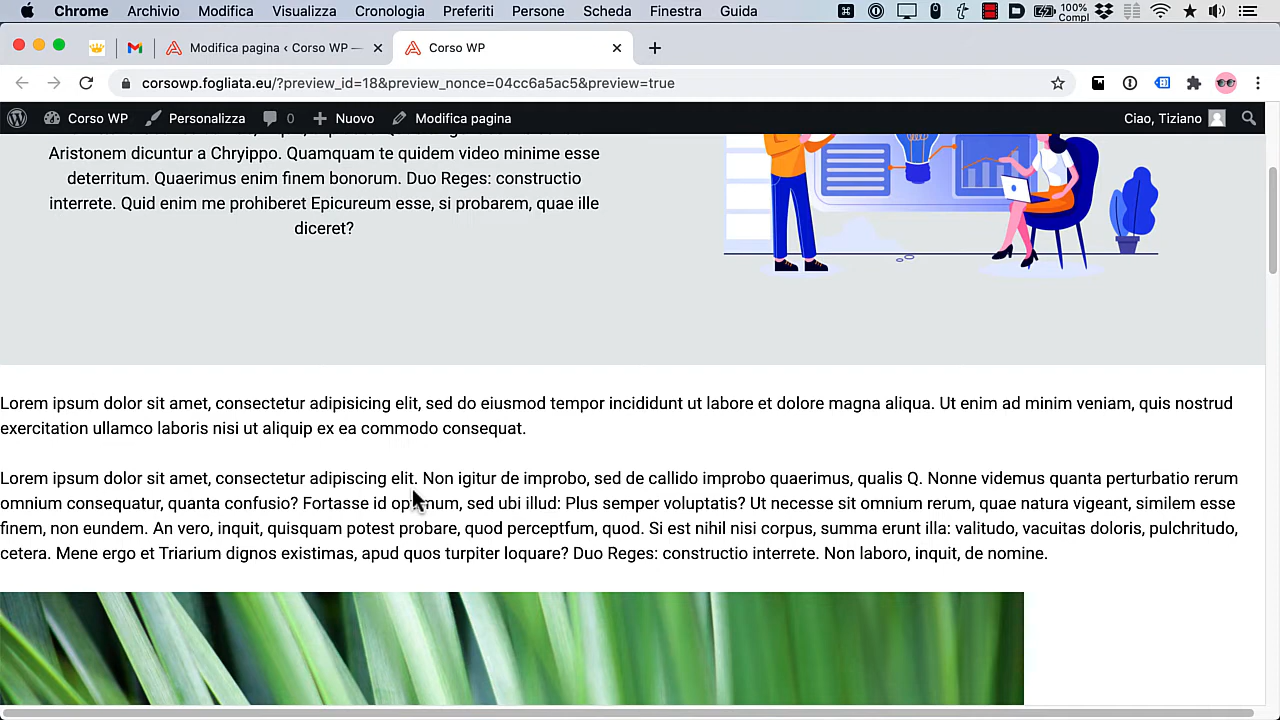 Chrome Archivio Modifica Visualizza Cronologia Preferiti Persone Scheda Finestra Guida 100% Compl
Modifica pagina ‹ Corso WP — Corso WP
corsowp.fogliata.eu/?preview_id=18&preview_nonce=04cc6a5ac5&preview=true
Corso WP Personalizza 0 Nuovo Modifica pagina Ciao, Tiziano
Aristonem dicuntur a Chryippo. Quamquam te quidem video minime esse
deterritum. Quaerimus enim finem bonorum. Duo Reges: constructio
interrete. Quid enim me prohiberet Epicureum esse, si probarem, quae ille
diceret?
Lorem ipsum dolor sit amet, consectetur adipisicing elit, sed do eiusmod tempor incididunt ut labore et dolore magna aliqua. Ut enim ad minim veniam, quis nostrud
exercitation ullamco laboris nisi ut aliquip ex ea commodo consequat.
Lorem ipsum dolor sit amet, consectetur adipiscing elit. Non igitur de improbo, sed de callido improbo quaerimus, qualis Q. Nonne videmus quanta perturbatio rerum
omnium consequatur, quanta confusio? Fortasse id optimum, sed ubi illud: Plus semper voluptatis? Ut necesse sit omnium rerum, quae natura vigeant, similem esse
finem, non eundem. An vero, inquit, quisquam potest probare, quod perceptfum, quod. Si est nihil nisi corpus, summa erunt illa: valitudo, vacuitas doloris, pulchritudo,
cetera. Mene ergo et Triarium dignos existimas, apud quos turpiter loquare? Duo Reges: constructio interrete. Non laboro, inquit, de nomine.